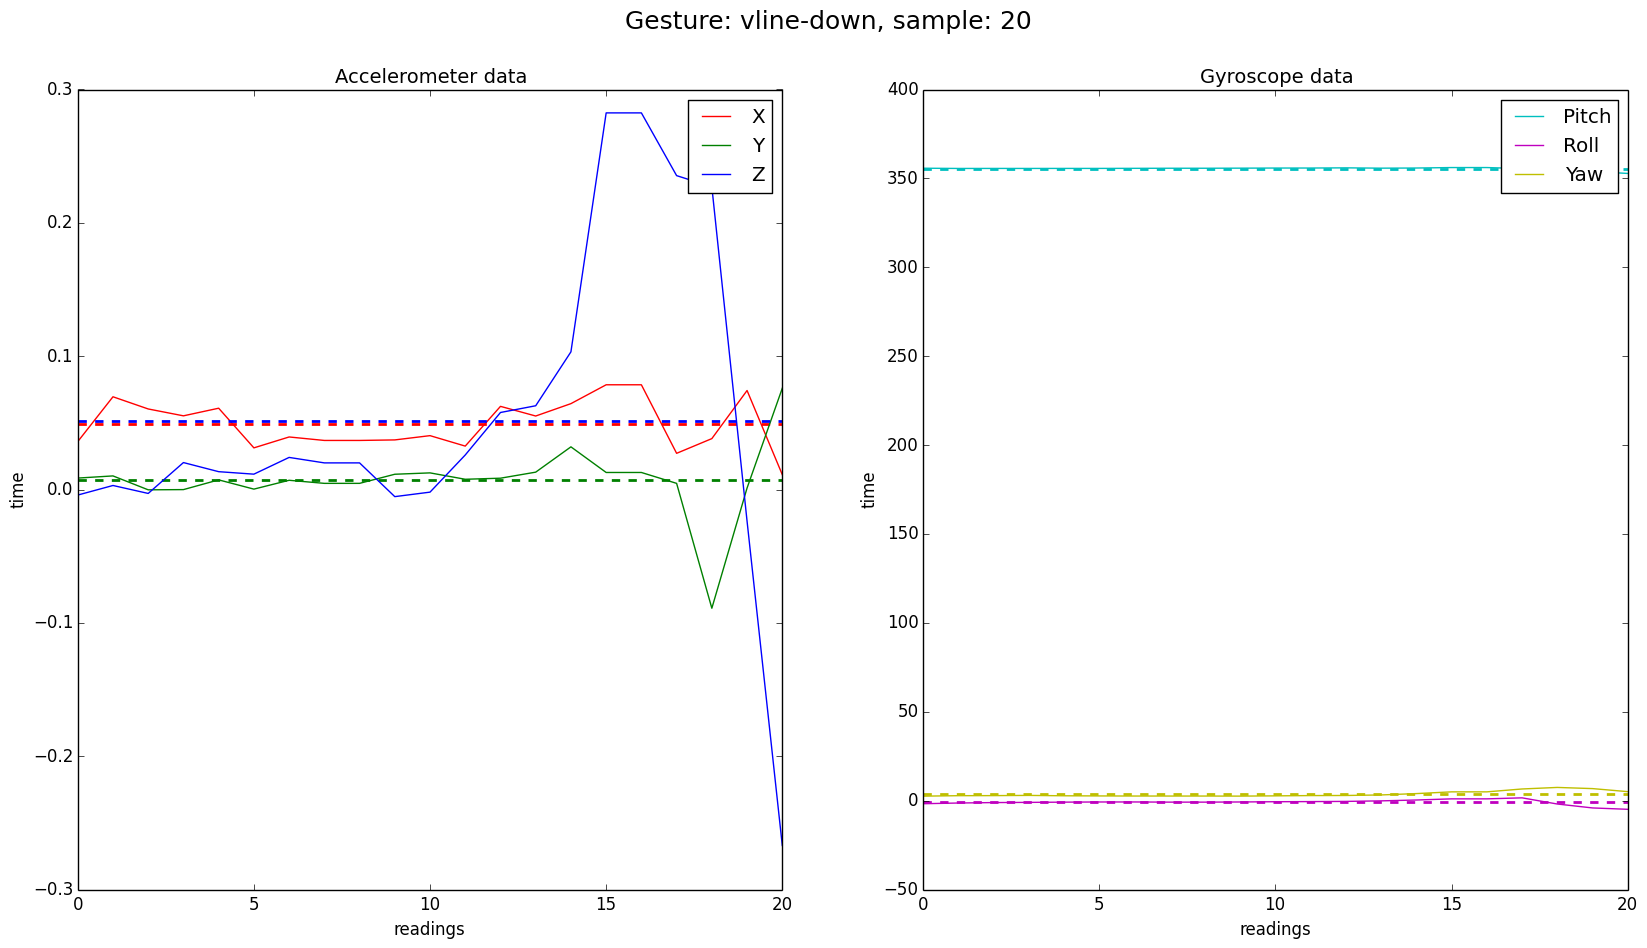 Gesture: vline-down, sample: 20
Accelerometer data
0.3
0.2
0.1
0.0
−0.1
−0.2
−0.3
time
0
5
10
15
20
readings
X
Y
Z
Gyroscope data
400
350
300
250
200
150
100
50
0
−50
time
0
5
10
15
20
readings
Pitch
Roll
Yaw